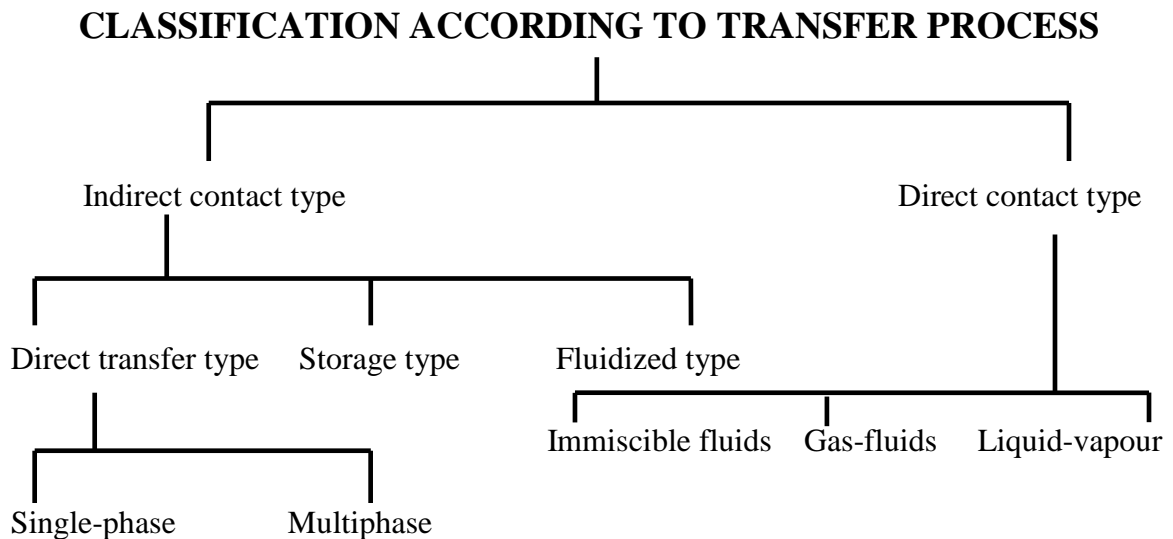 CLASSIFICATION ACCORDING TO TRANSFER PROCESS
Indirect contact type
Direct contact type
Direct transfer type
Storage type
Fluidized type
Immiscible fluids
Gas-fluids
Liquid-vapour
Single-phase
Multiphase